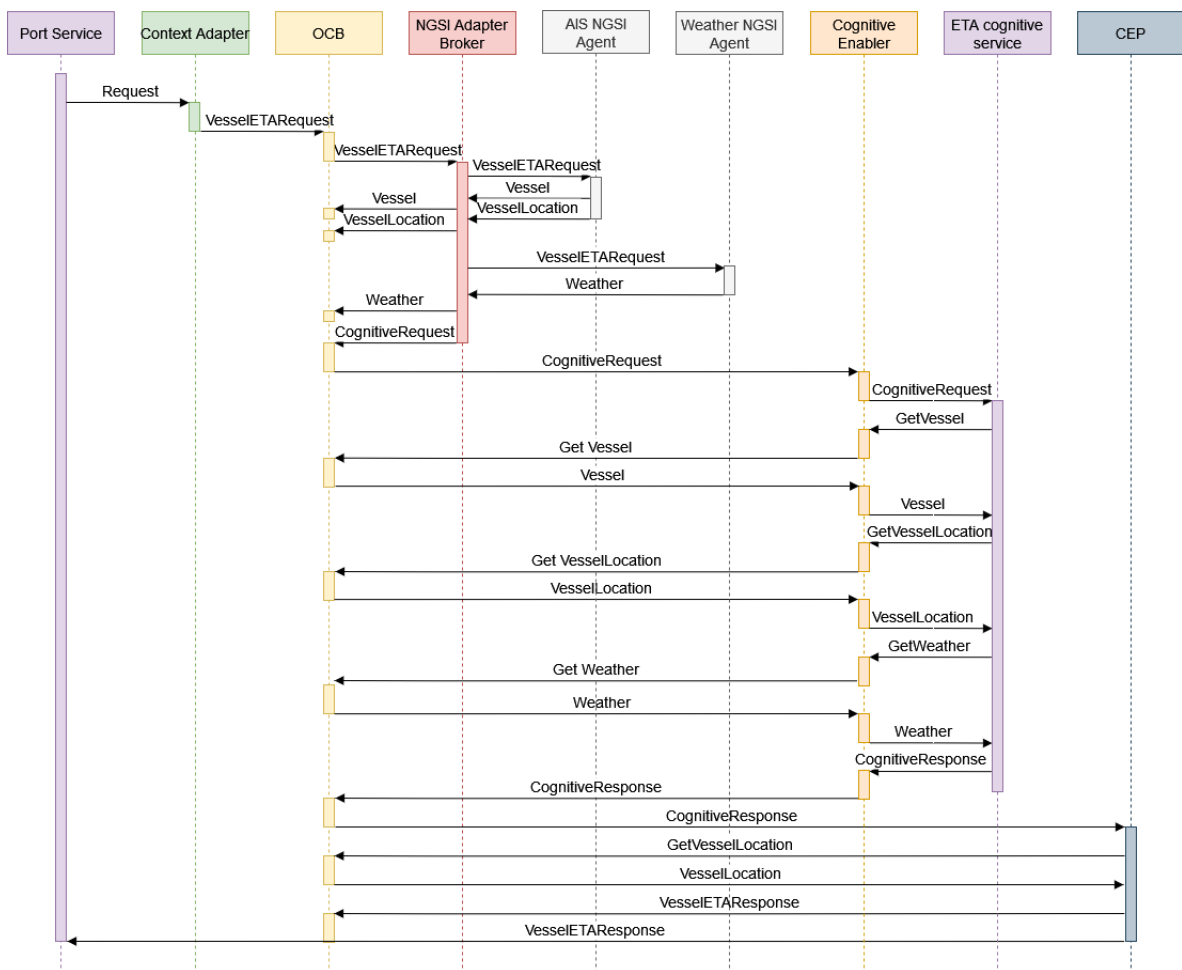 Port Service
Context Adapter
OCB
NGSI Adapter
Broker
AIS NGSI
Agent
Weather NGSI
Agent
Cognitive
Enabler
ETA cognitive
service
CEP
Request
VesselETARequest
VesselETARequest
VesselETARequest
Vessel
Vessel
VesselLocation
VesselLocation
VesselETARequest
Weather
Weather
CognitiveRequest
CognitiveRequest
CognitiveRequest
GetVessel
Get Vessel
Vessel
Vessel
GetVesselLocation
Get VesselLocation
VesselLocation
VesselLocation
GetWeather
Get Weather
Weather
Weather
CognitiveResponse
CognitiveResponse
CognitiveResponse
GetVesselLocation
VesselLocation
VesselETAResponse
VesselETAResponse